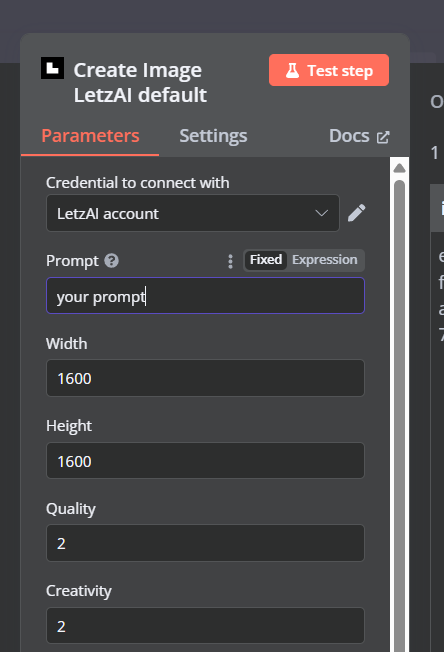 Create Image
LetzAI default
Test step
Parameters Settings Docs
Credential to connect with
LetzAI account
Prompt Fixed Expression
your prompt
Width
1600
Height
1600
Quality
2
Creativity
2
O
1